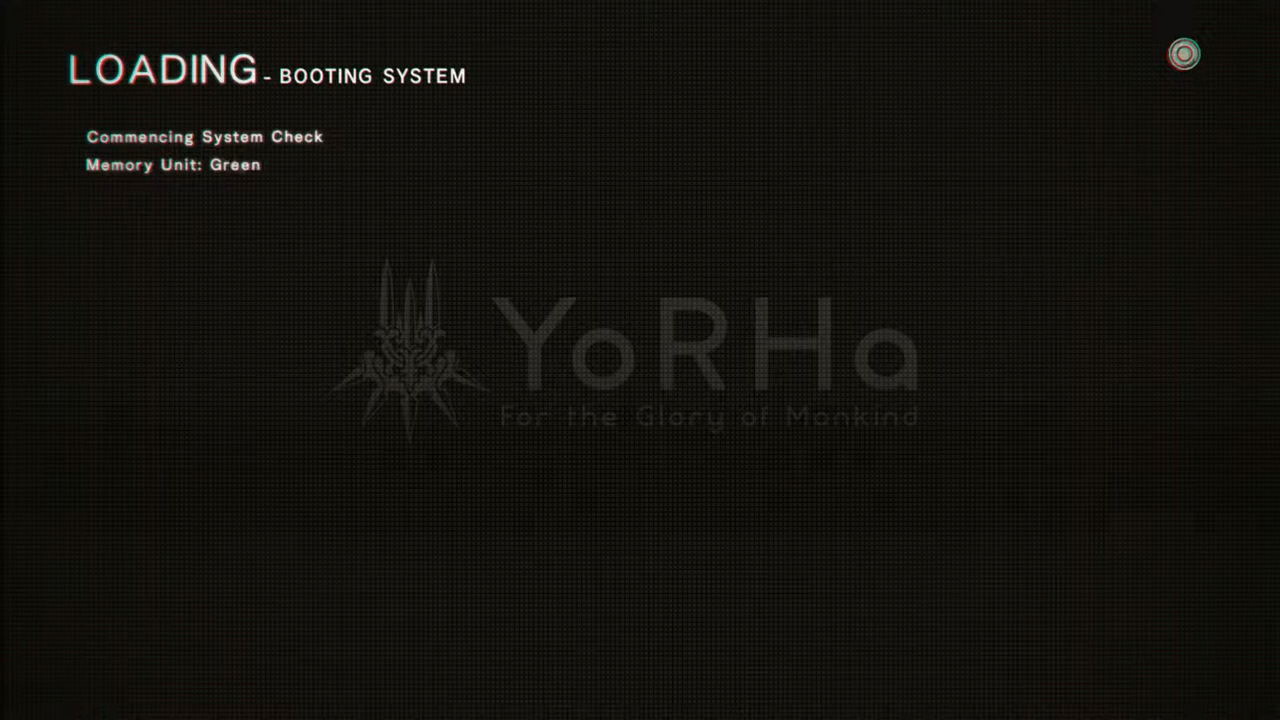 LOADING - BOOTING SYSTEM
Commencing System Check
Memory Unit: Green
YoRHa
For the Glory of Mankind